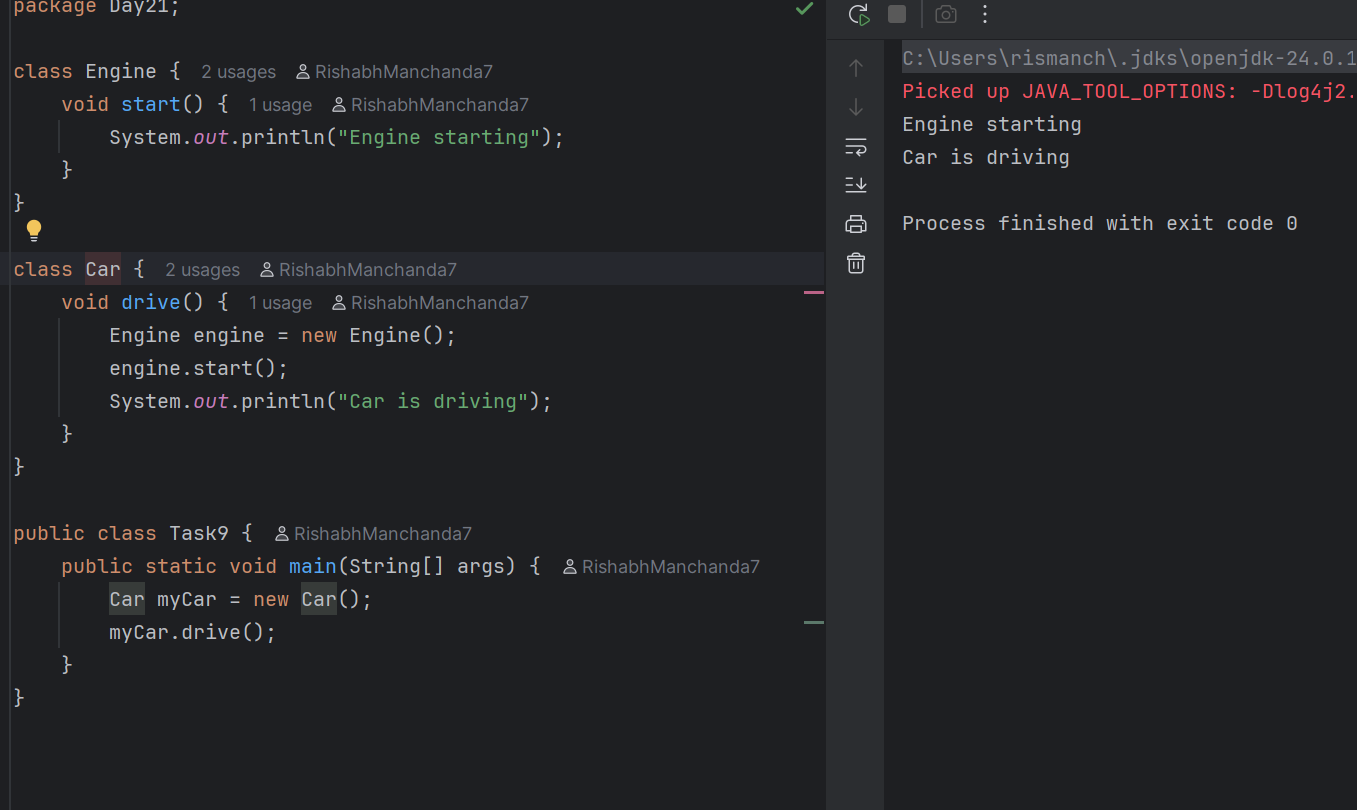 package Day21;
class Engine { 2 usages RishabhManchanda7
void start() { 1 usage RishabhManchanda7
System.out.println("Engine starting");
}
}
class Car { 2 usages RishabhManchanda7
void drive() { 1 usage RishabhManchanda7
Engine engine = new Engine();
engine.start();
System.out.println("Car is driving");
}
}
public class Task9 { RishabhManchanda7
public static void main(String[] args) { RishabhManchanda7
Car myCar = new Car();
myCar.drive();
}
}
C:\Users\rismanch\.jdks\openjdk-24.0.1
Picked up JAVA_TOOL_OPTIONS: -Dlog4j2.
Engine starting
Car is driving
Process finished with exit code 0